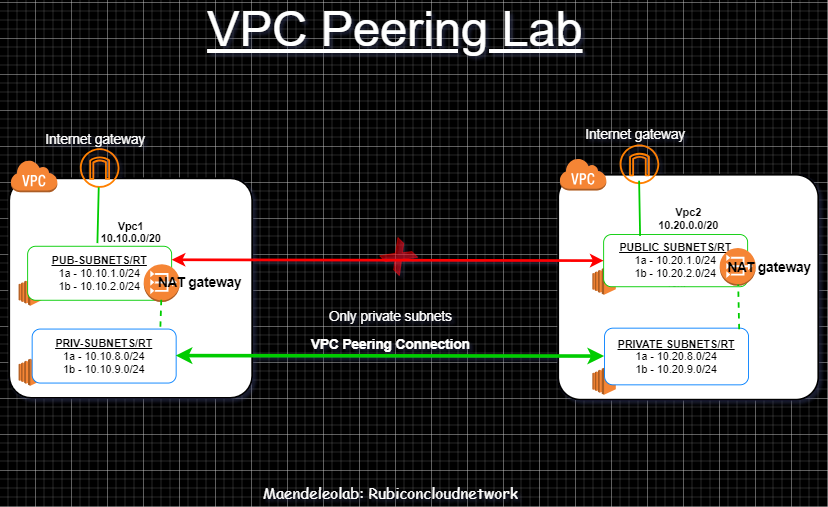 VPC Peering Lab
Internet gateway
VPC
Vpc1
10.10.0.0/20
PUB-SUBNETS/RT
1a - 10.10.1.0/24
1b - 10.10.2.0/24
NAT gateway
PRIV-SUBNETS/RT
1a - 10.10.8.0/24
1b - 10.10.9.0/24
Only private subnets
VPC Peering Connection
Internet gateway
VPC
Vpc2
10.20.0.0/20
PUBLIC SUBNETS/RT
1a - 10.20.1.0/24
1b - 10.20.2.0/24
NAT gateway
PRIVATE SUBNETS/RT
1a - 10.20.8.0/24
1b - 10.20.9.0/24
Maendeleolab: Rubiconcloudnetwork